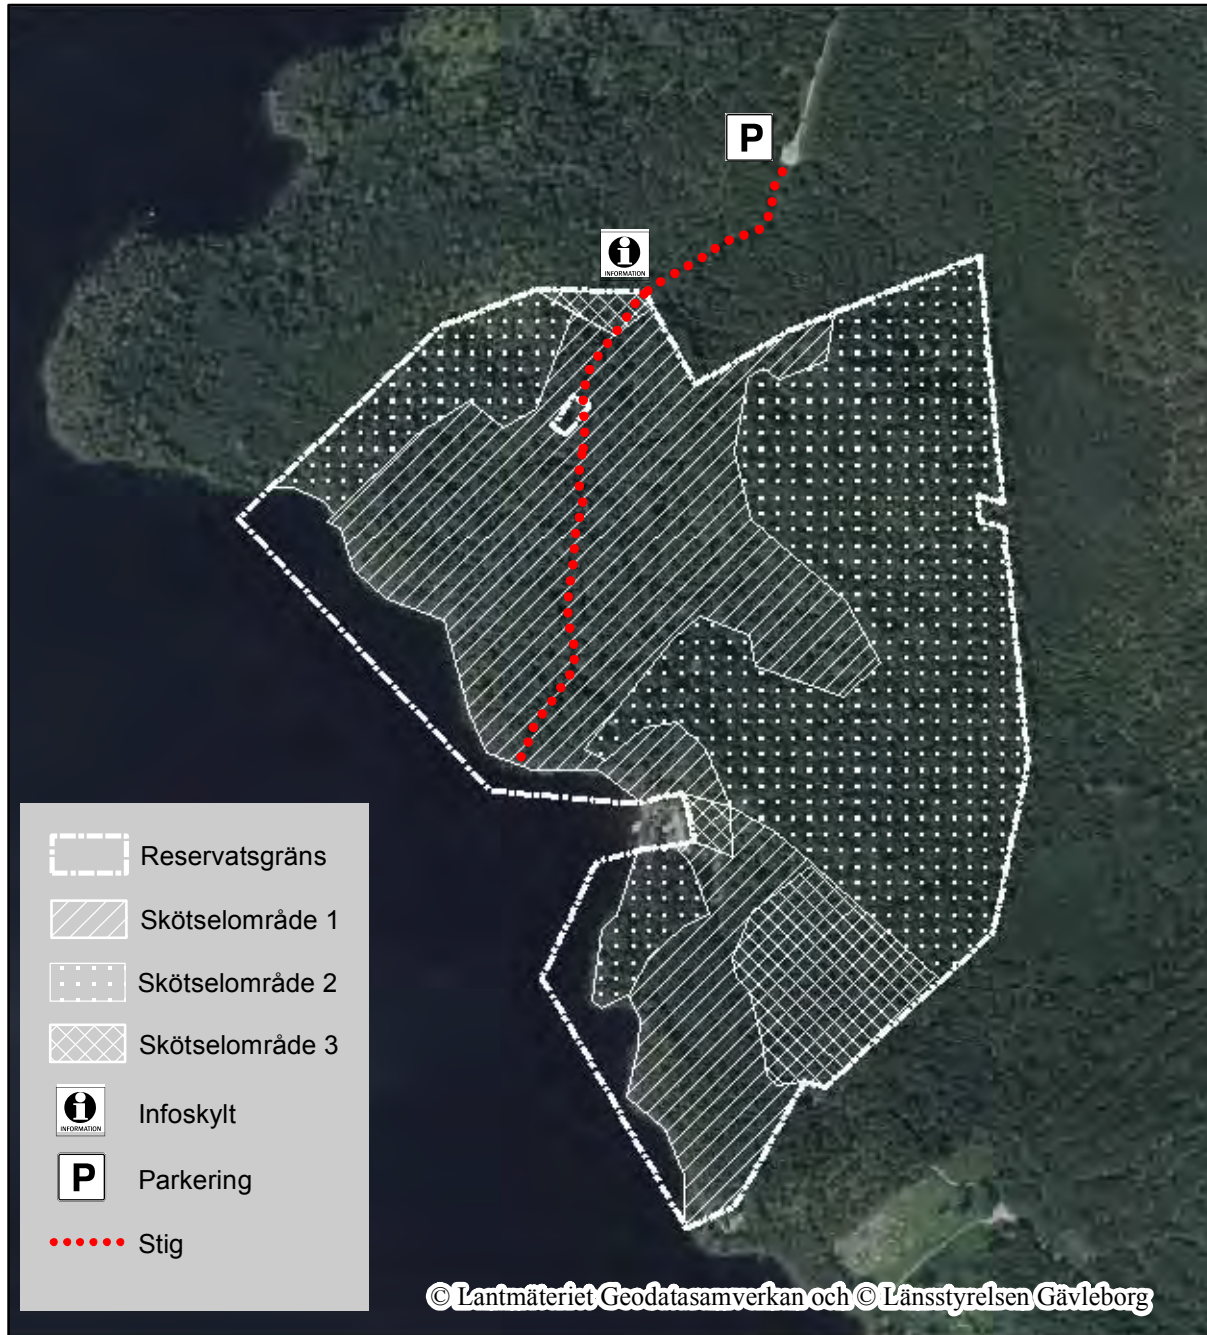 P
INFORMATION
Reservatsgräns
Skötselområde 1
Skötselområde 2
Skötselområde 3
INFORMATION
Infoskylt
P
Parkering
Stig
© Lantmäteriet Geodatasamverkan och © Länsstyrelsen Gävleborg